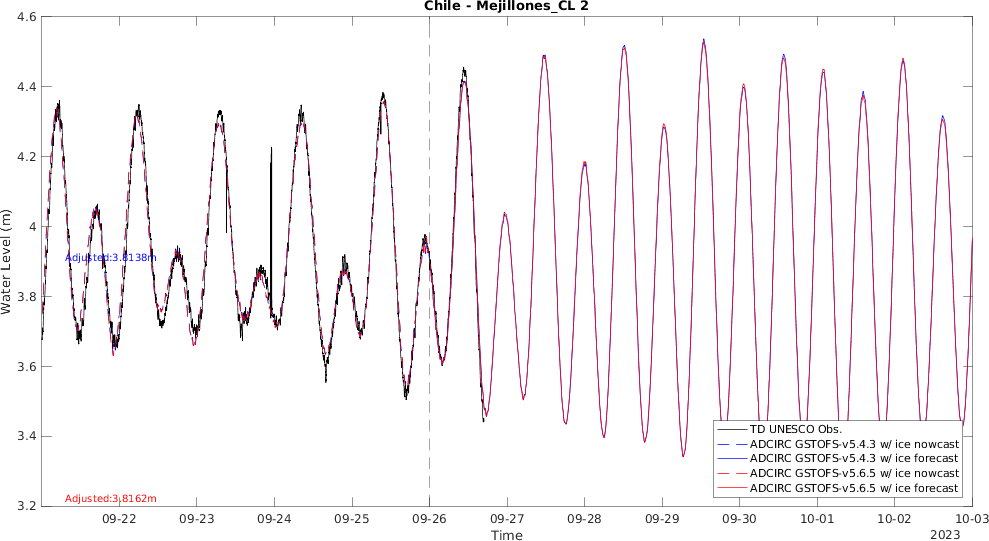 Chile - Mejillones_CL 2
4.6
4.4
4.2
4
3.8
3.6
3.4
3.2
Water Level (m)
Adjusted:3.8138m
Adjusted:3.8162m
TD UNESCO Obs.
ADCIRC GSTOFS-v5.4.3 w/ ice nowcast
ADCIRC GSTOFS-v5.4.3 w/ ice forecast
ADCIRC GSTOFS-v5.6.5 w/ ice nowcast
ADCIRC GSTOFS-v5.6.5 w/ ice forecast
09-22 09-23 09-24 09-25 09-26 09-27 09-28 09-29 09-30 10-01 10-02 10-03
Time
2023